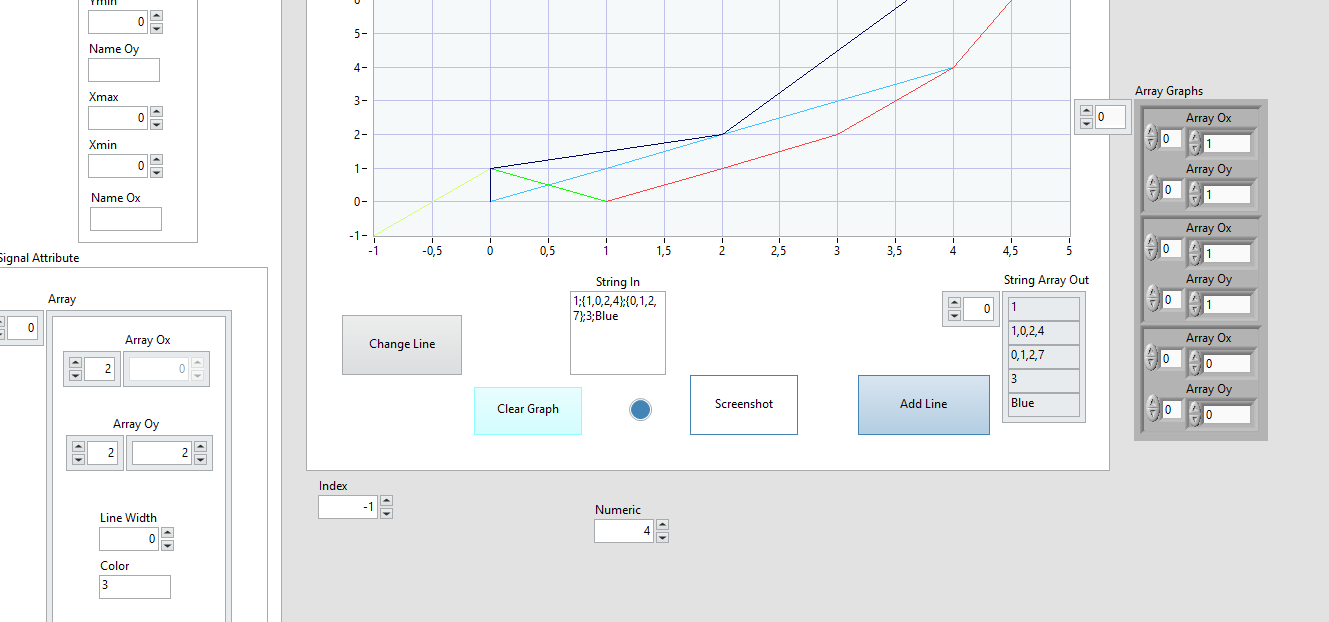 Ymin
0
Name Oy
Xmax
0
Xmin
0
Name Ox
Signal Attribute
Array
0
Array Ox
2
0
Array Oy
2
2
Line Width
0
Color
3
6
5
4
3
2
1
0
-1
-1 -0,5 0 0,5 1 1,5 2 2,5 3 3,5 4 4,5 5
String In
1;{1,0,2,4};{0,1,2,
7};3;Blue
Change Line
Clear Graph
Screenshot
Add Line
String Array Out
0
1
1,0,2,4
0,1,2,7
3
Blue
Index
-1
Numeric
4
Array Graphs
0
Array Ox
0 1
Array Oy
0 1
Array Ox
0 1
Array Oy
0 1
Array Ox
0 0
Array Oy
0 0